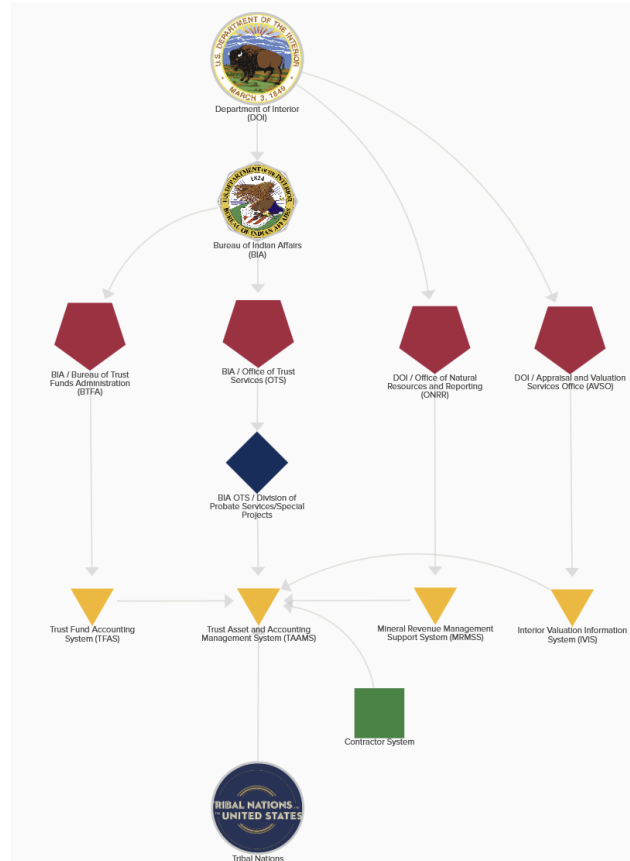 U.S. DEPARTMENT OF THE INTERIOR
MARCH 3, 1849
Department of Interior
(DOI)
U.S. DEPARTMENT OF THE INTERIOR
1824
BUREAU OF INDIAN AFFAIRS
Bureau of Indian Affairs
(BIA)
BIA / Bureau of Trust
Funds Administration
(BTFA)
BIA / Office of Trust
Services (OTS)
DOI / Office of Natural
Resources and Reporting
(ONRR)
DOI / Appraisal and Valuation
Services Office (AVSO)
BIA OTS / Division of
Probate Services/Special
Projects
Trust Fund Accounting
System (TFAS)
Trust Asset and Accounting
Management System (TAAMS)
Mineral Revenue Management
Support System (MRMSS)
Interior Valuation Information
System (IVIS)
Contractor System
TRIBAL NATIONS
UNITED STATES
Tribal Nations